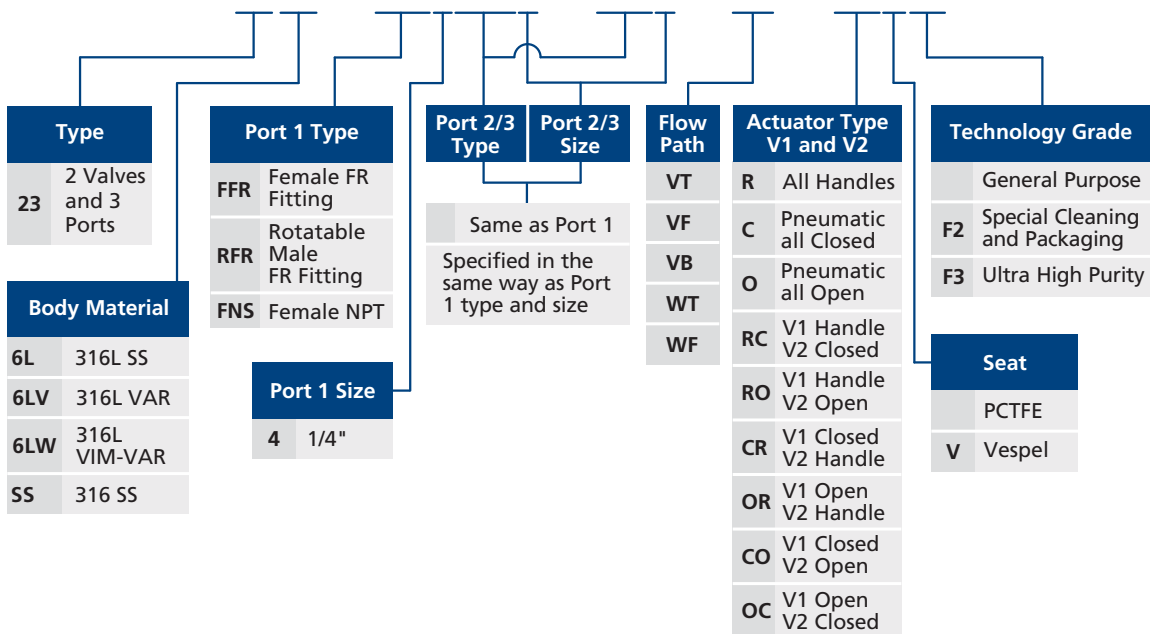 Type
23 2 Valves
and 3
Ports
Body Material
6L 316L SS
6LV 316L VAR
6LW 316L
VIM-VAR
SS 316 SS
Port 1 Type
FFR Female FR
Fitting
RFR Rotatable
Male
FR Fitting
FNS Female NPT
Port 1 Size
4 1/4"
Port 2/3
Type
Port 2/3
Size
Same as Port 1
Specified in the
same way as Port
1 type and size
Flow
Path
VT
VF
VB
WT
WF
Actuator Type
V1 and V2
R All Handles
C Pneumatic
all Closed
O Pneumatic
all Open
RC V1 Handle
V2 Closed
RO V1 Handle
V2 Open
CR V1 Closed
V2 Handle
OR V1 Open
V2 Handle
CO V1 Closed
V2 Open
OC V1 Open
V2 Closed
Technology Grade
General Purpose
F2 Special Cleaning
and Packaging
F3 Ultra High Purity
Seat
PCTFE
V Vespel